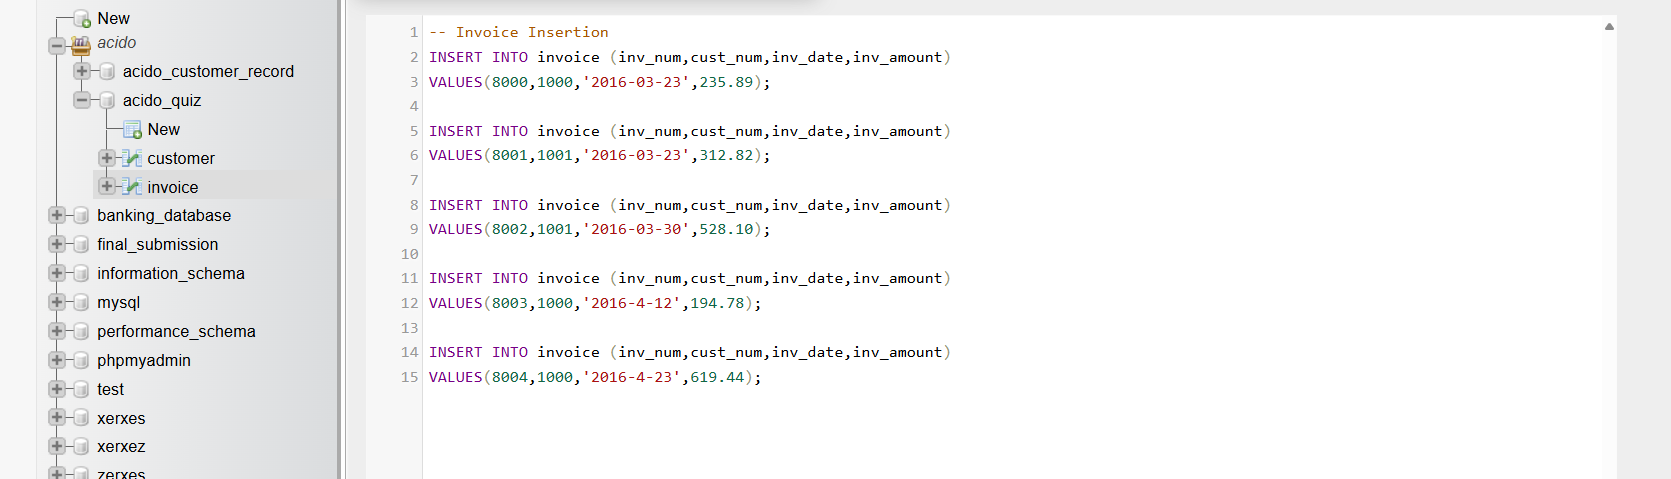 New
acido
acido_customer_record
acido_quiz
New
customer
invoice
banking_database
final_submission
information_schema
mysql
performance_schema
phpmyadmin
test
xerxes
xerxez
zerxes
1 -- Invoice Insertion
2 INSERT INTO invoice (inv_num,cust_num,inv_date,inv_amount)
3 VALUES(8000,1000,'2016-03-23',235.89);
4
5 INSERT INTO invoice (inv_num,cust_num,inv_date,inv_amount)
6 VALUES(8001,1001,'2016-03-23',312.82);
7
8 INSERT INTO invoice (inv_num,cust_num,inv_date,inv_amount)
9 VALUES(8002,1001,'2016-03-30',528.10);
10
11 INSERT INTO invoice (inv_num,cust_num,inv_date,inv_amount)
12 VALUES(8003,1000,'2016-4-12',194.78);
13
14 INSERT INTO invoice (inv_num,cust_num,inv_date,inv_amount)
15 VALUES(8004,1000,'2016-4-23',619.44);